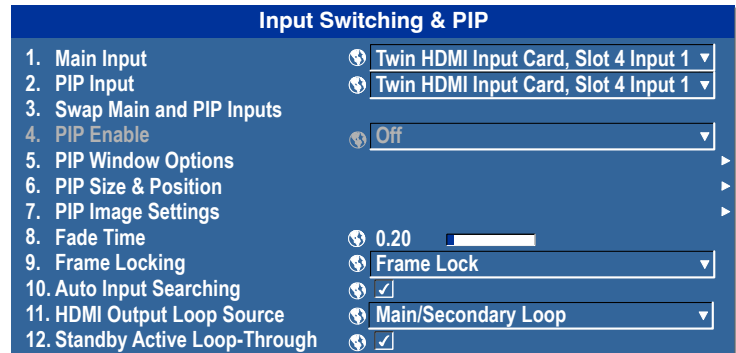 Input Switching & PIP
1. Main Input Twin HDMI Input Card, Slot 4 Input 1
2. PIP Input Twin HDMI Input Card, Slot 4 Input 1
3. Swap Main and PIP Inputs
4. PIP Enable Off
5. PIP Window Options
6. PIP Size & Position
7. PIP Image Settings
8. Fade Time 0.20
9. Frame Locking Frame Lock
10. Auto Input Searching
11. HDMI Output Loop Source Main/Secondary Loop
12. Standby Active Loop-Through